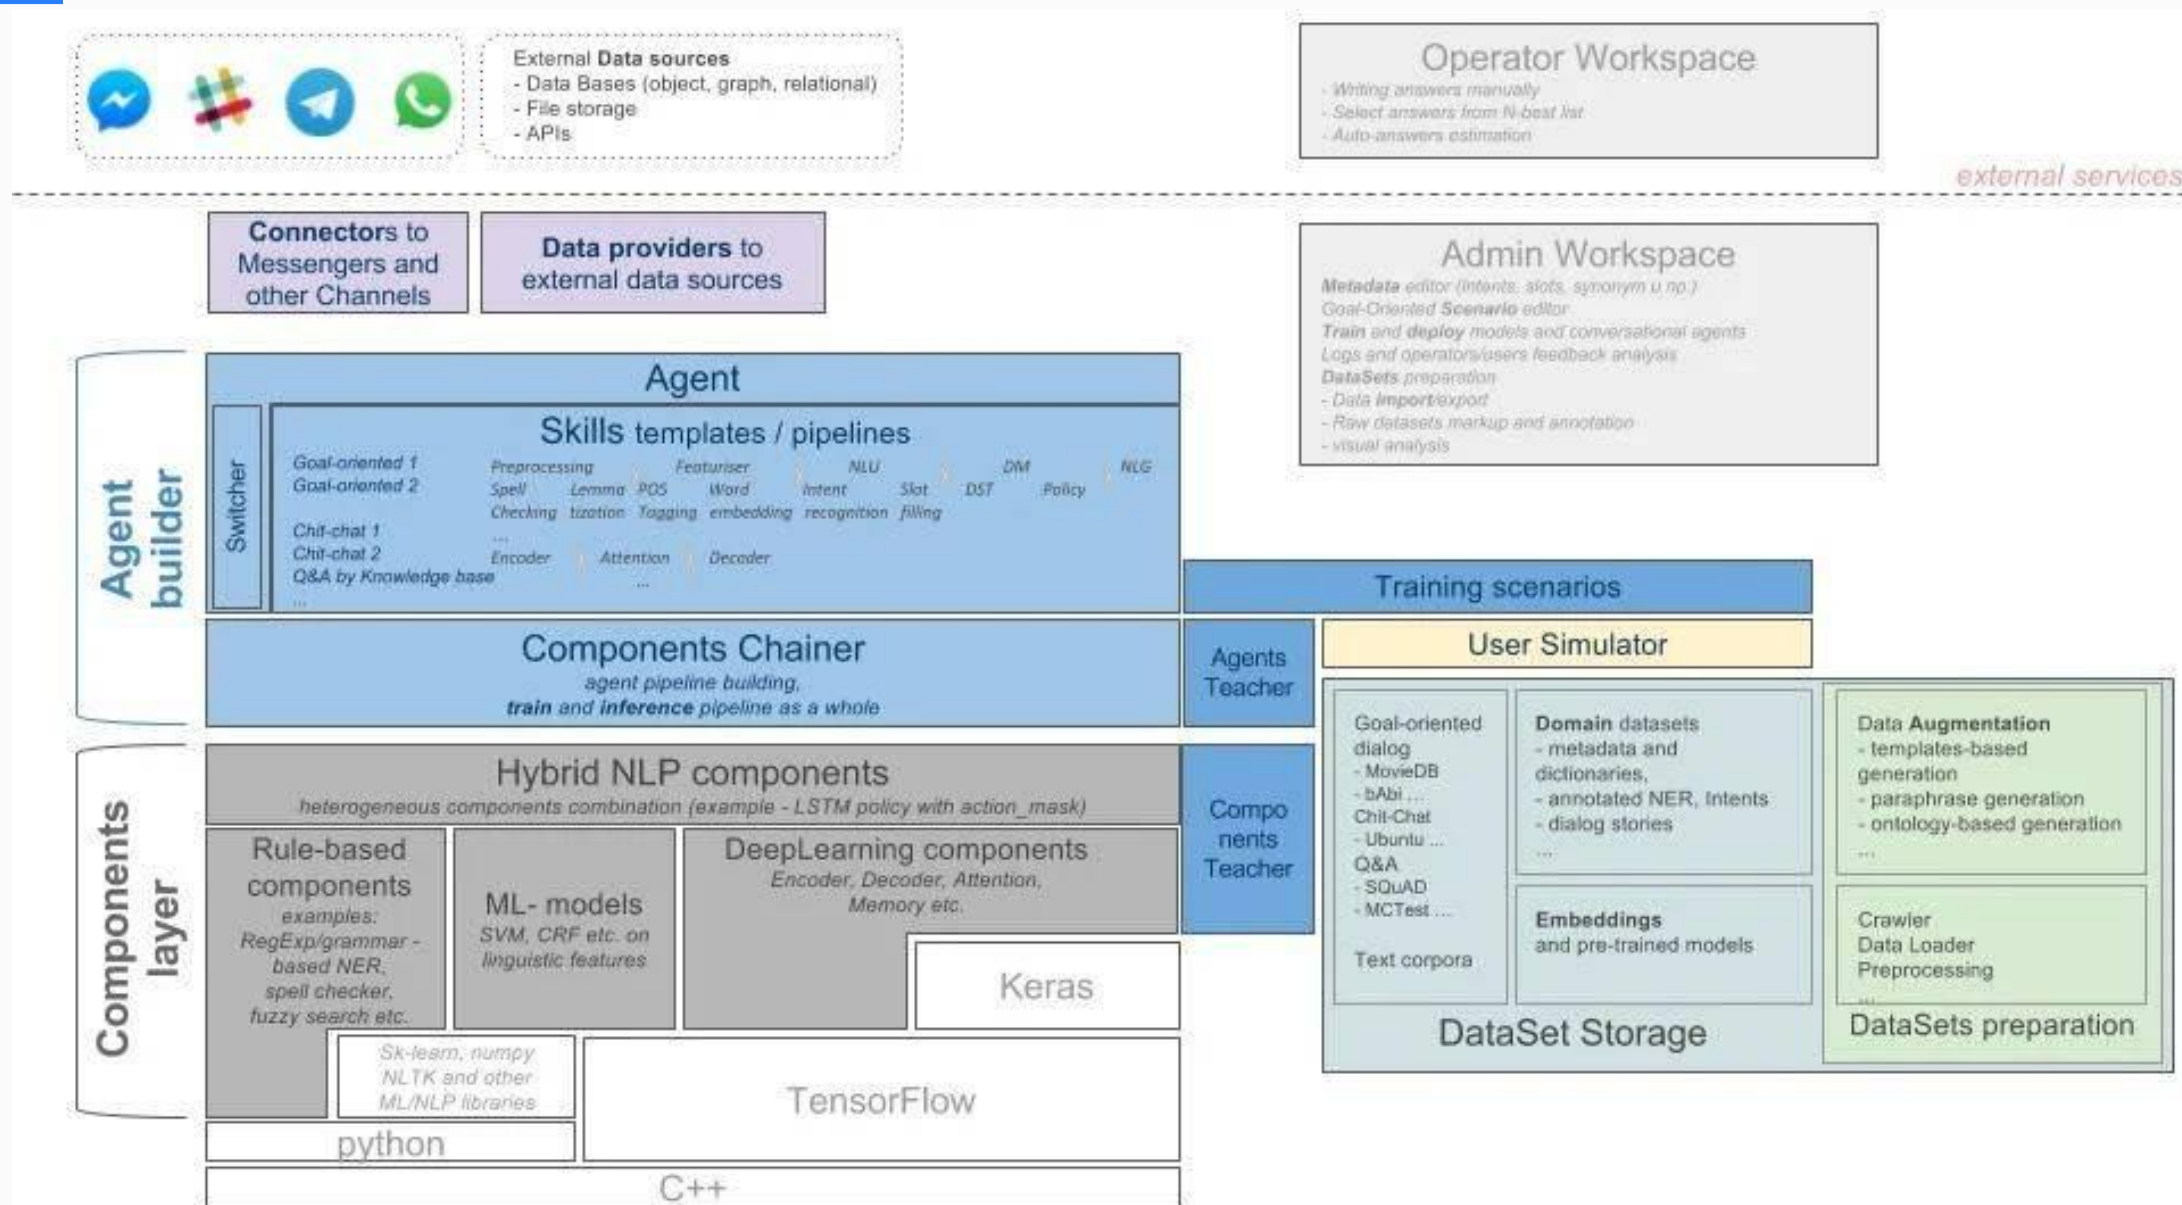 External Data sources
- Data Bases (object, graph, relational)
- File storage
- APIs
Operator Workspace
- Writing answers manually
- Select answers from N-best list
- Auto-answers estimation
external services
Connectors to
Messengers and
other Channels
Data providers to
external data sources
Admin Workspace
Metadata editor (intents, slots, synonym и пр.)
Goal-Oriented Scenario editor
Train and deploy models and conversational agents
Logs and operators/users feedback analysis
DataSets preparation
- Data Import/export
- Raw datasets markup and annotation
- visual analysis
Agent
builder
Agent
Switcher
Skills templates / pipelines
Goal-oriented 1
Goal-oriented 2
Chit-chat 1
Chit-chat 2
Q&A by Knowledge base
...
Preprocessing Featuriser NLU DM NLG
Spell Lemma POS Word Intent Slot DST Policy
Checking tization Tagging embedding recognition filling
...
Encoder Attention Decoder
...
Training scenarios
Components Chainer
agent pipeline building,
train and inference pipeline as a whole
Agents
Teacher
User Simulator
Components
layer
Hybrid NLP components
heterogeneous components combination (example - LSTM policy with action_mask)
Rule-based
components
examples:
RegExp/grammar -
based NER,
spell checker,
fuzzy search etc.
ML- models
SVM, CRF etc. on
linguistic features
DeepLearning components
Encoder, Decoder, Attention,
Memory etc.
Keras
Compo
nents
Teacher
Sk-learn, numpy
NLTK and other
ML/NLP libraries
TensorFlow
python
C++
Goal-oriented
dialog
- MovieDB
- bAbi ...
Chit-Chat
- Ubuntu ...
Q&A
- SQuAD
- MCTest ...
Text corpora
Domain datasets
- metadata and
dictionaries,
- annotated NER, Intents
- dialog stories
...
Embeddings
and pre-trained models
DataSet Storage
Data Augmentation
- templates-based
generation
- paraphrase generation
- ontology-based generation
...
Crawler
Data Loader
Preprocessing
...
DataSets preparation